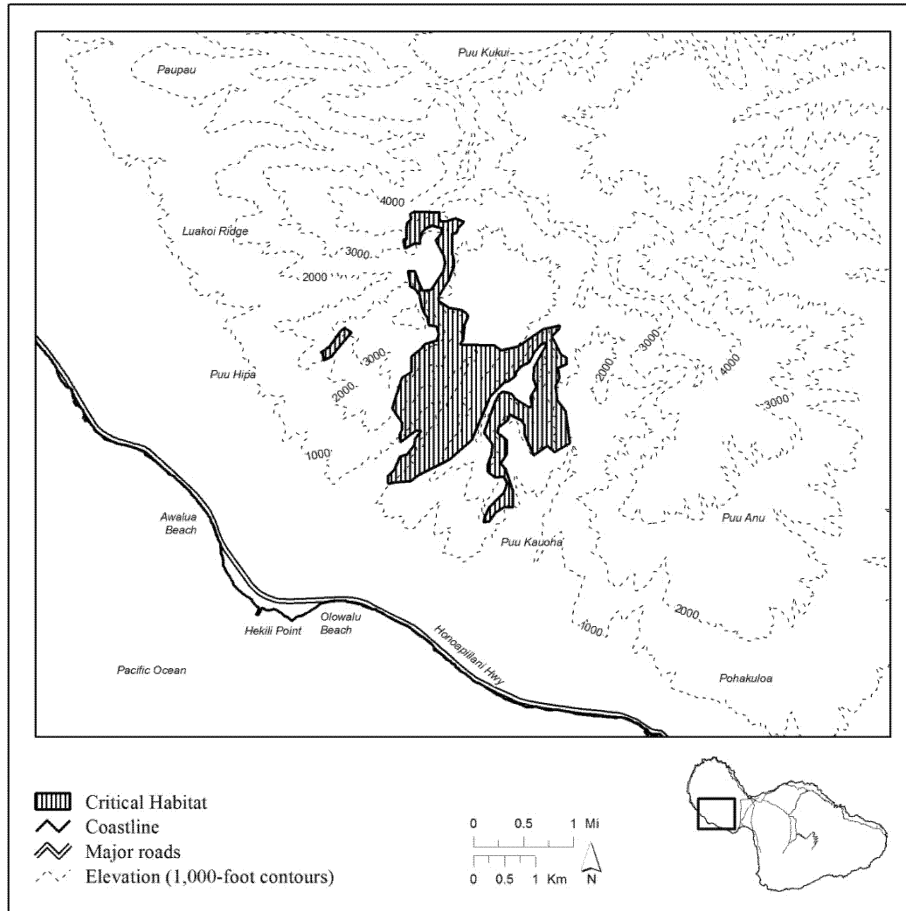 Puu Kukui
Paupau
4000
Luakoi Ridge
3000
2000
3000
3000
4000
2000
Puu Hipa
2000
3000
1000
Awalua
Beach
Puu Anu
Puu Kauoha
2000
Hekili Point
Olowalu
Beach
1000
Honoapiilani Hwy
Pacific Ocean
Pohakuloa
Critical Habitat
Coastline
Major roads
Elevation (1,000-foot contours)
0 0.5 1 Mi
0 0.5 1 Km
N